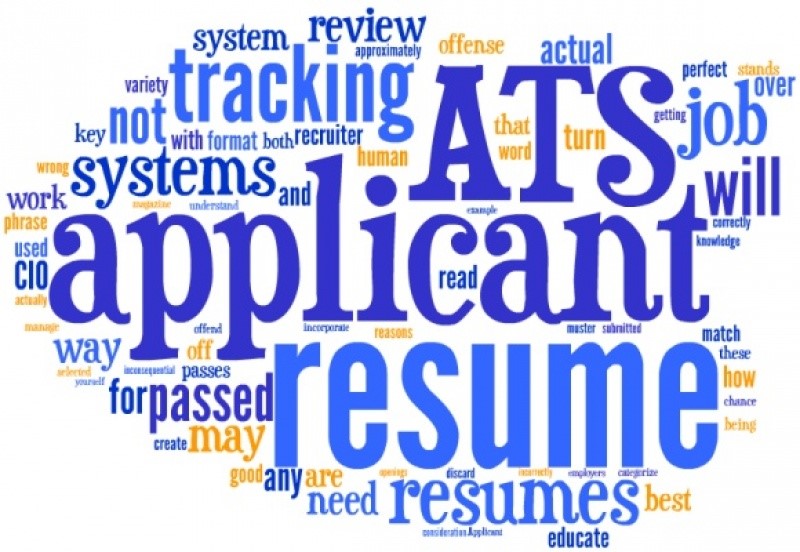 system review
approximately
offense
actual
perfect stands
over
variety
tracking
ATS
getting
job
key
not
with format both recruiter
that
word
turn
human
wrong
systems
and
will
work
magazine
understand
example
correctly
phrase
applicant
knowledge
used
CIO
read
actually
manage
offend
incorporate
reasons
muster submitted
match
way
off
resume
these
selected
yourself
inconsequential
passes
how
for
passed
chance
create
may
being
good
any
are
openings
discard
incorrectly
employers
categorize
need
resumes
best
consideration Applicants
educate